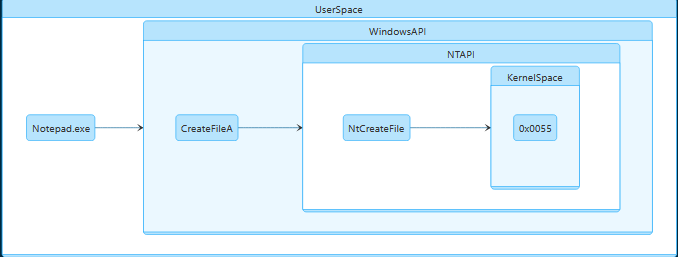 UserSpace
WindowsAPI
NTAPI
KernelSpace
Notepad.exe
CreateFileA
NtCreateFile
0x0055